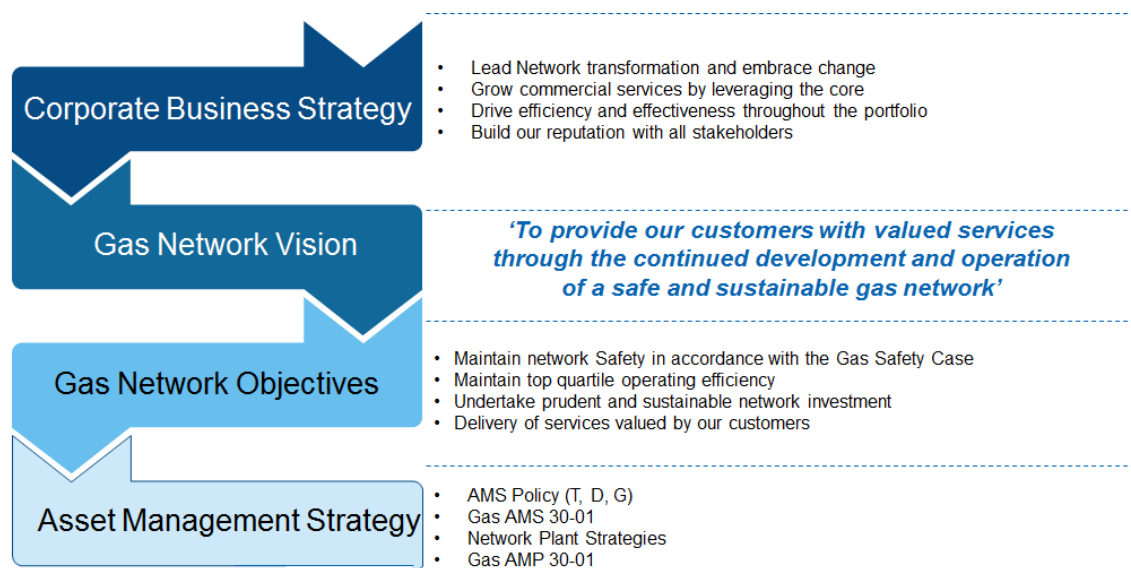 Corporate Business Strategy
• Lead Network transformation and embrace change
• Grow commercial services by leveraging the core
• Drive efficiency and effectiveness throughout the portfolio
• Build our reputation with all stakeholders
Gas Network Vision
‘To provide our customers with valued services
through the continued development and operation
of a safe and sustainable gas network’
Gas Network Objectives
• Maintain network Safety in accordance with the Gas Safety Case
• Maintain top quartile operating efficiency
• Undertake prudent and sustainable network investment
• Delivery of services valued by our customers
Asset Management Strategy
• AMS Policy (T, D, G)
• Gas AMS 30-01
• Network Plant Strategies
• Gas AMP 30-01